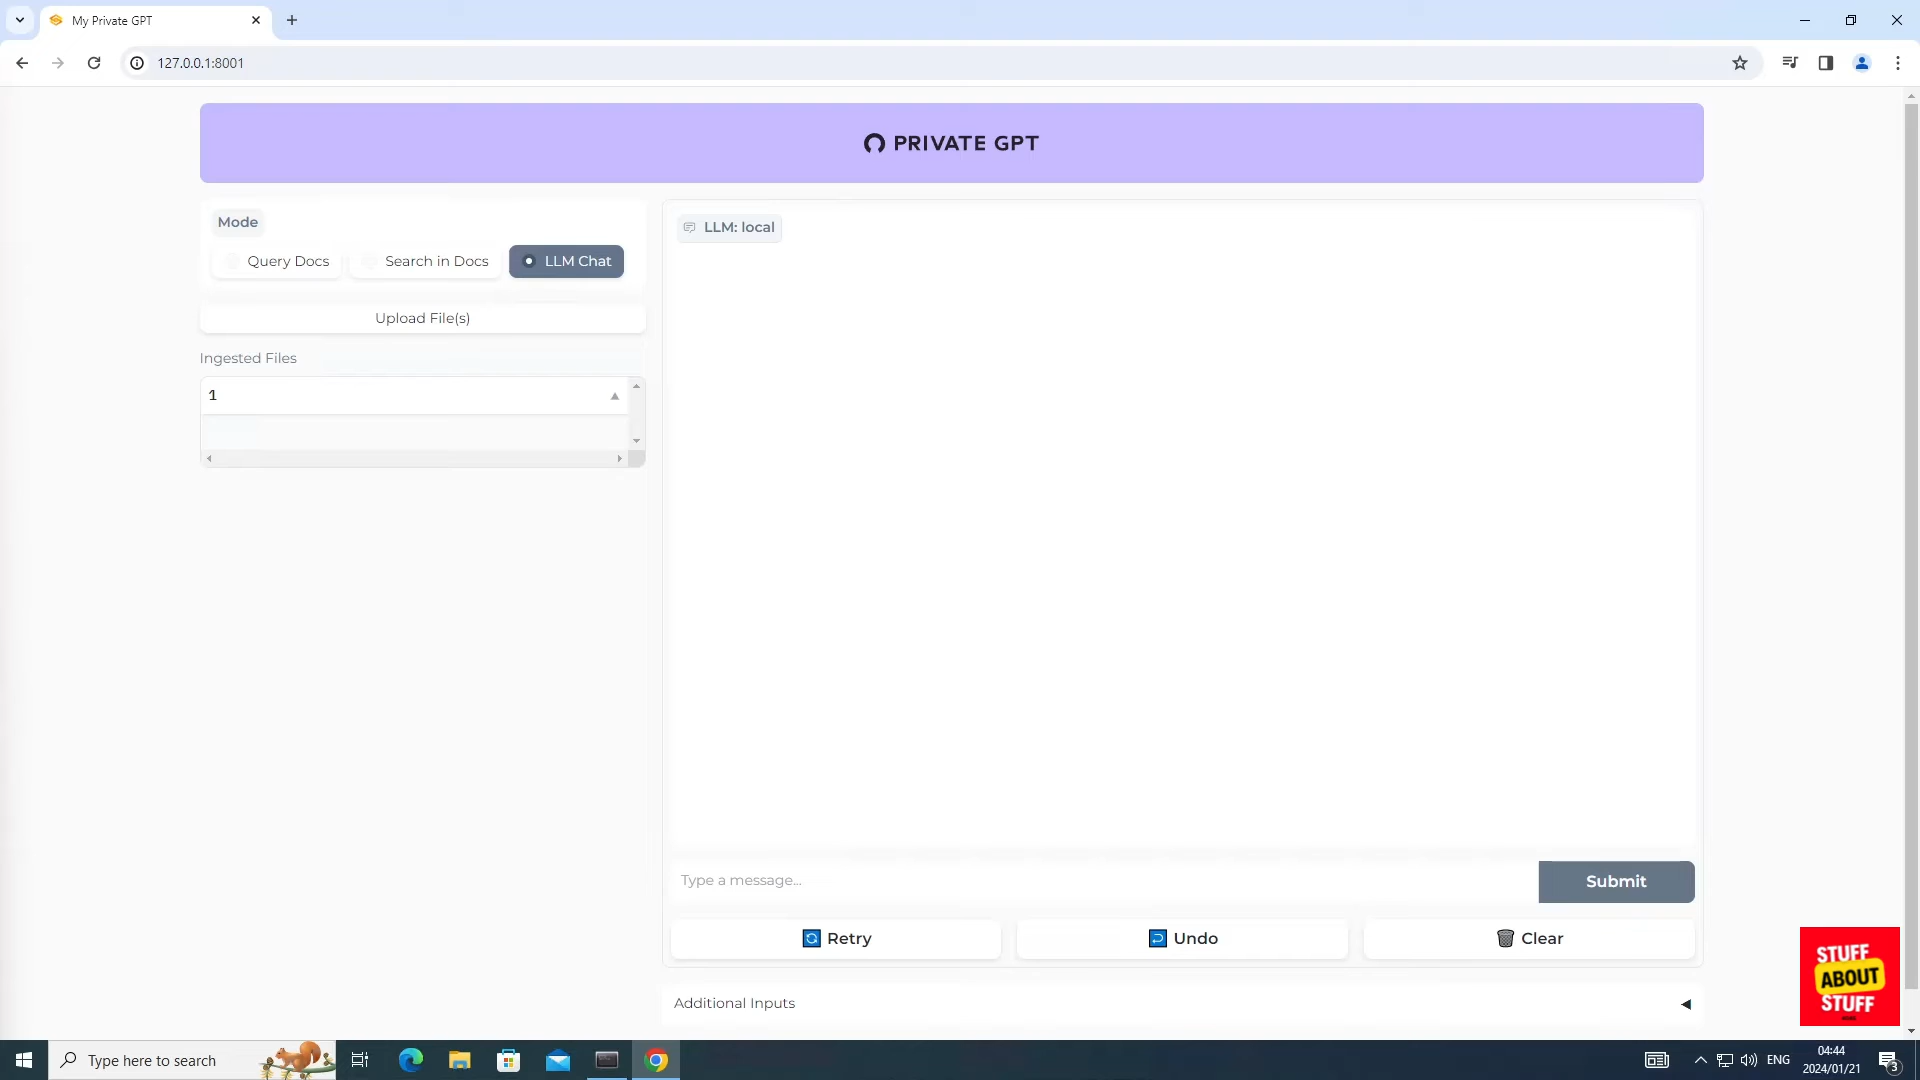 My Private GPT
127.0.0.1:8001
PRIVATE GPT
Mode
Query Docs
Search in Docs
LLM Chat
Upload File(s)
Ingested Files
1
LLM: local
Type a message...
Submit
Retry
Undo
Clear
Additional Inputs
STUFF
ABOUT
STUFF
Type here to search
ENG
04:44
2024/01/21
3